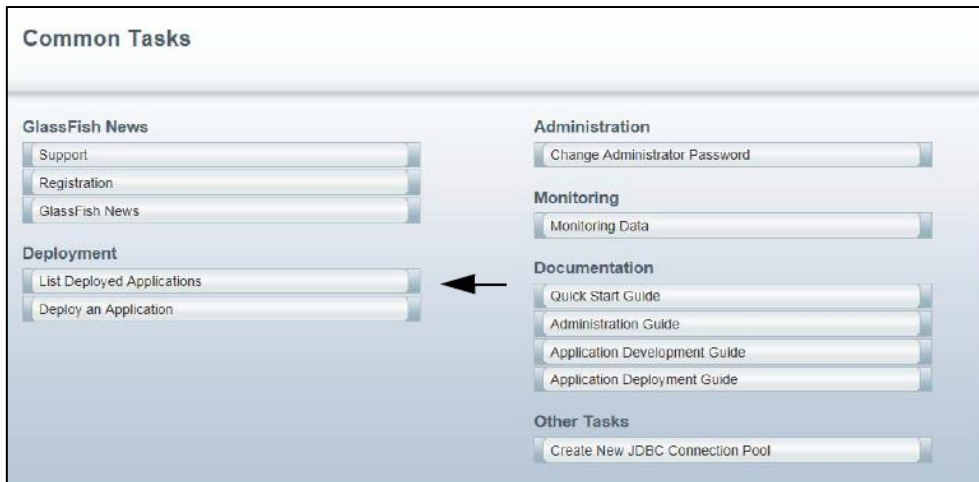 Common Tasks
GlassFish News
Support
Registration
GlassFish News
Deployment
List Deployed Applications
Deploy an Application
Administration
Change Administrator Password
Monitoring
Monitoring Data
Documentation
Quick Start Guide
Administration Guide
Application Development Guide
Application Deployment Guide
Other Tasks
Create New JDBC Connection Pool